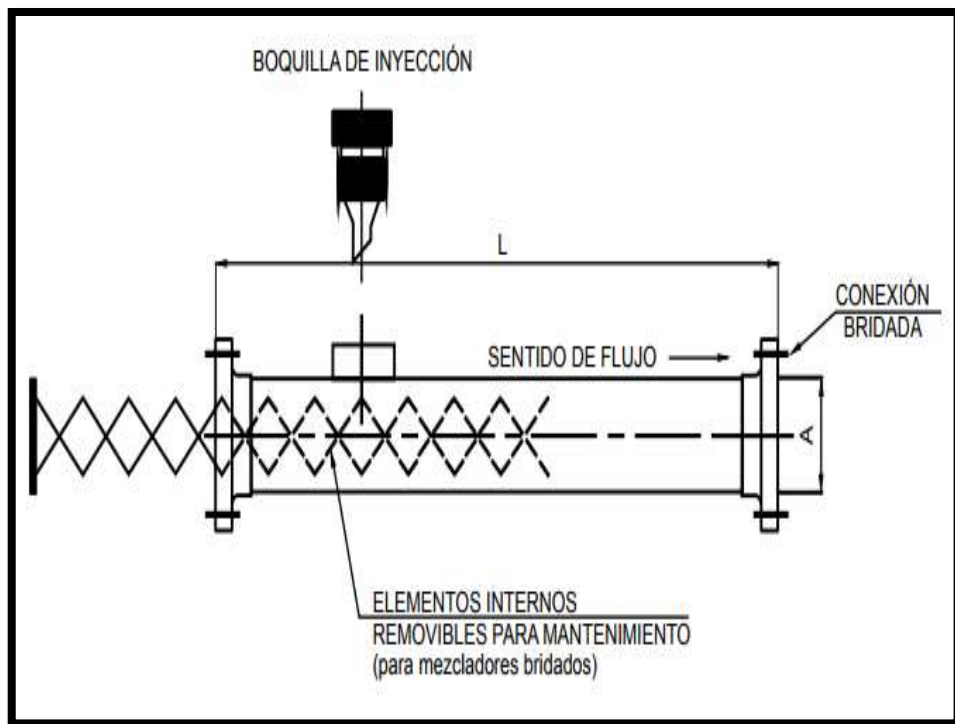 BOQUILLA DE INYECCIÓN
L
CONEXIÓN
BRIDADA
SENTIDO DE FLUJO
A
ELEMENTOS INTERNOS
REMOVIBLES PARA MANTENIMIENTO
(para mezcladores bridados)